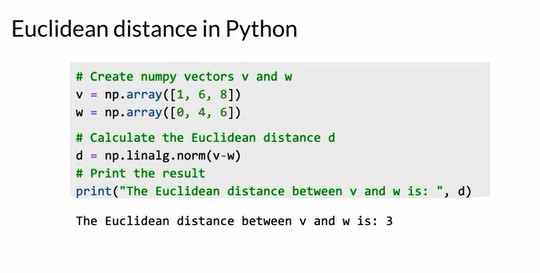 Euclidean distance in Python
# Create numpy vectors v and w
v = np.array([1, 6, 8])
w = np.array([0, 4, 6])
# Calculate the Euclidean distance d
d = np.linalg.norm(v-w)
# Print the result
print("The Euclidean distance between v and w is: ", d)
The Euclidean distance between v and w is: 3